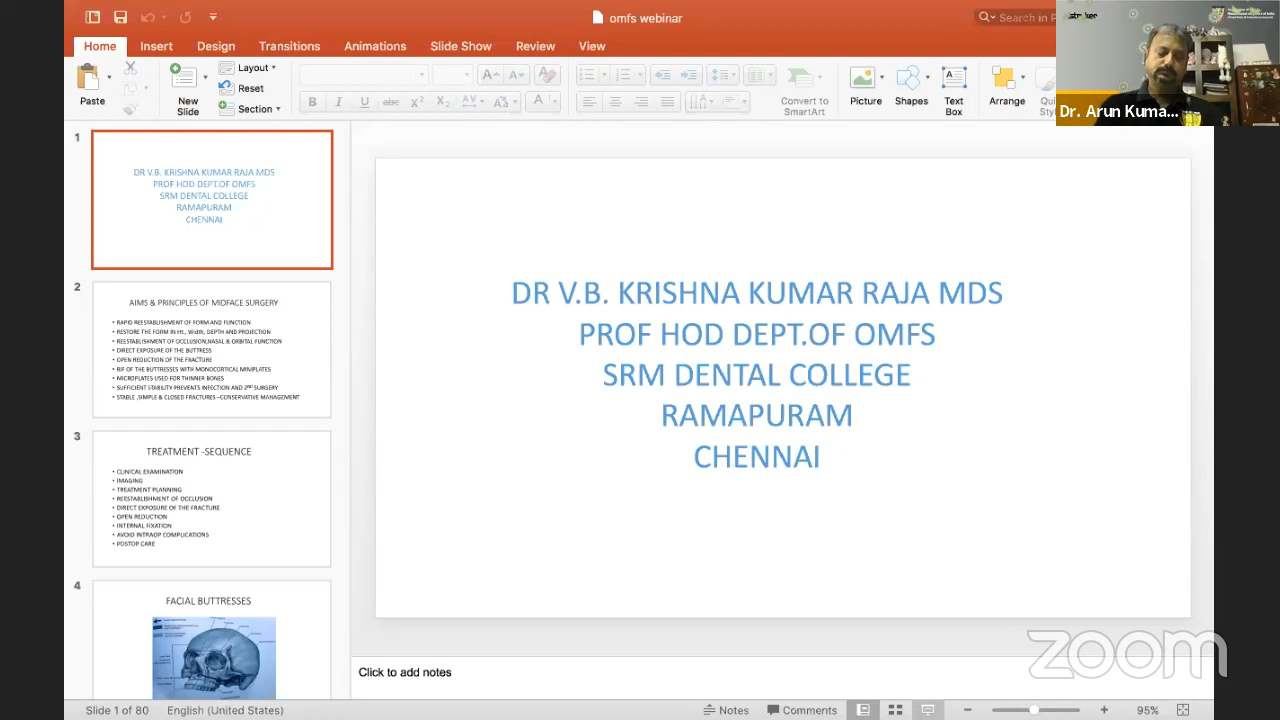 omfs webinar
Search in P
Home Insert Design Transitions Animations Slide Show Review View
Paste
New
Slide
Layout
Reset
Section
B I U abc X² X₂ AV Aa A
Convert to
SmartArt
Picture
Shapes
Text
Box
Arrange
Quic
Sty
stryker
Dr. Arun Kuma...
1
DR V.B. KRISHNA KUMAR RAJA MDS
PROF HOD DEPT.OF OMFS
SRM DENTAL COLLEGE
RAMAPURAM
CHENNAI
2
AIMS & PRINCIPLES OF MIDFACE SURGERY
• RAPID REESTABLISHMENT OF FORM AND FUNCTION
• RESTORE THE FORM IN Ht., Width, DEPTH AND PROJECTION
• REESTABLISHMENT OF OCCLUSION,NASAL & ORBITAL FUNCTION
• DIRECT EXPOSURE OF THE BUTTRESS
• OPEN REDUCTION OF THE FRACTURE
• RIF OF THE BUTTRESSES WITH MONOCORTICAL MINIPLATES
• MICROPLATES USED FOR THINNER BONES
• SUFFICIENT STABILITY PREVENTS INFECTION AND 2ND SURGERY
• STABLE ,SIMPLE & CLOSED FRACTURES –CONSERVATIVE MANAGEMENT
3
TREATMENT -SEQUENCE
• CLINICAL EXAMINATION
• IMAGING
• TREATMENT PLANNING
• REESTABLISHMENT OF OCCLUSION
• DIRECT EXPOSURE OF THE FRACTURE
• OPEN REDUCTION
• INTERNAL FIXATION
• AVOID INTRAOP COMPLICATIONS
• POSTOP CARE
4
FACIAL BUTTRESSES
DR V.B. KRISHNA KUMAR RAJA MDS
PROF HOD DEPT.OF OMFS
SRM DENTAL COLLEGE
RAMAPURAM
CHENNAI
Click to add notes
zoom
Slide 1 of 80 English (United States) Notes Comments 95%